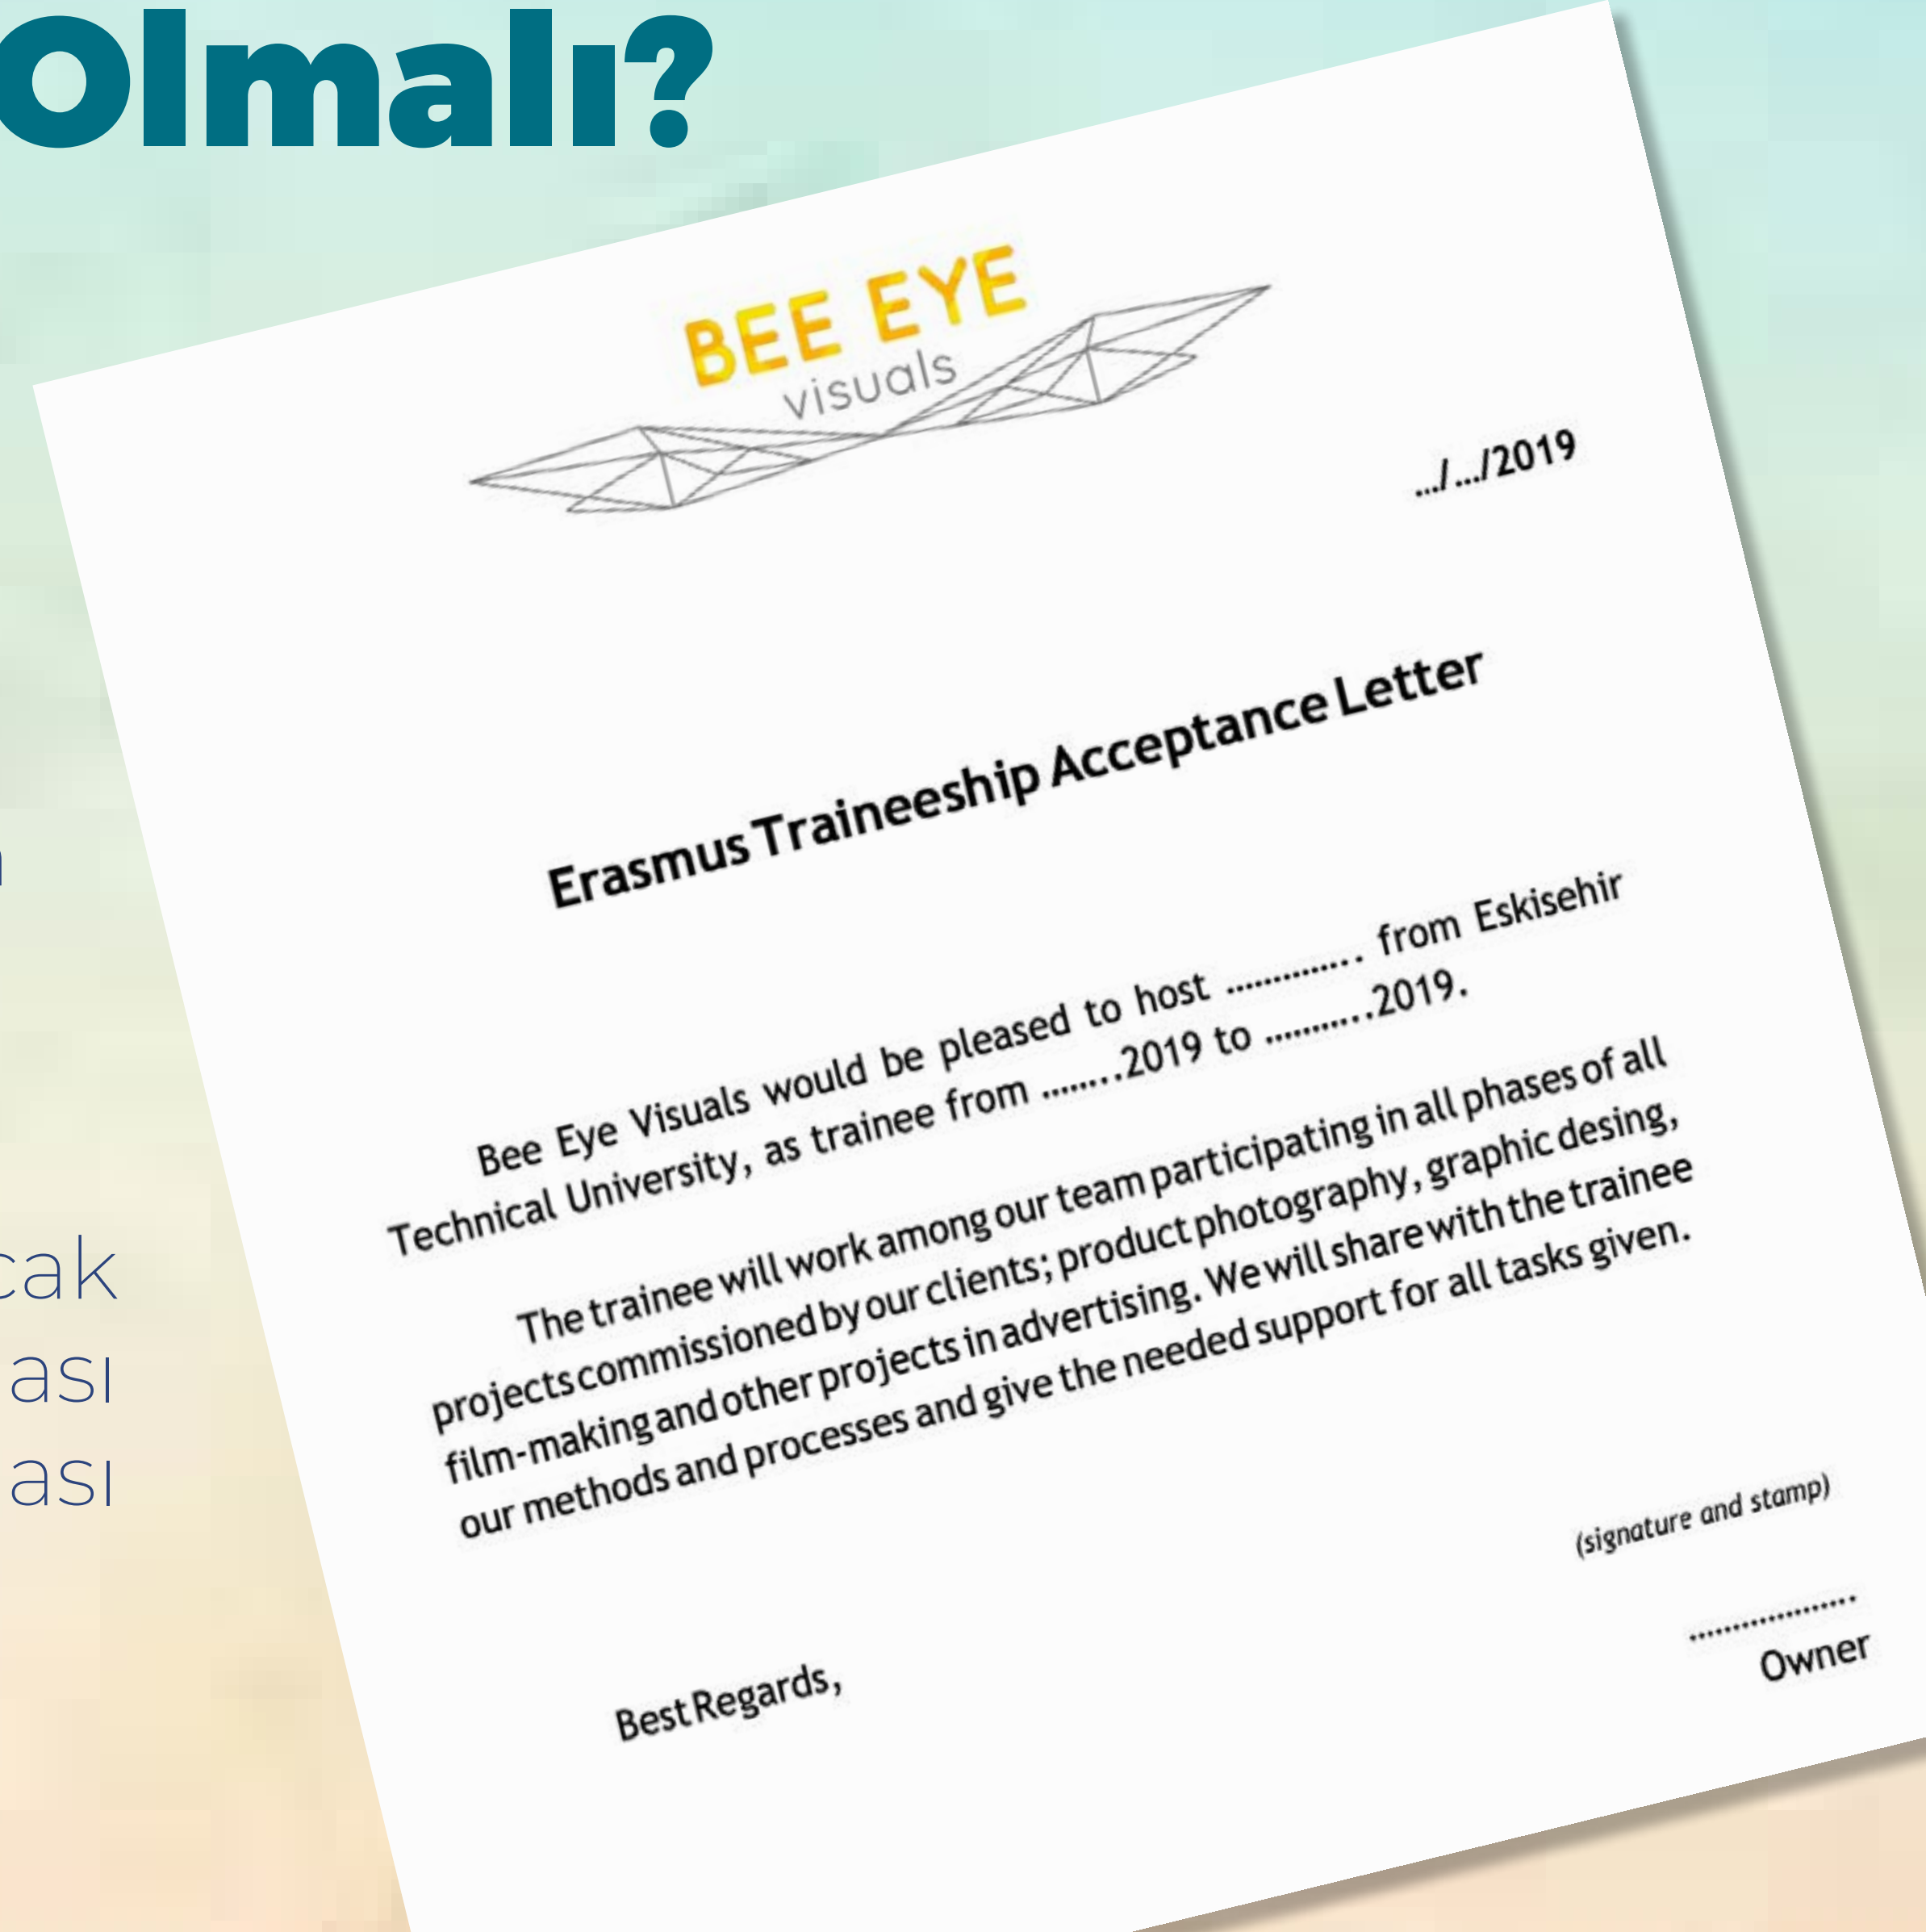 Olmalı?
BEE EYE
visuals
.../.../2019
Erasmus Traineeship Acceptance Letter
Bee Eye Visuals would be pleased to host .............. from Eskisehir
Technical University, as trainee from ........2019 to ...........2019.
The trainee will work among our team participating in all phases of all
projects commissioned by our clients; product photography, graphic desing,
film-making and other projects in advertising. We will share with the trainee
our methods and processes and give the needed support for all tasks given.
cak
ası
ası
(signature and stamp)
...................
Owner
Best Regards,